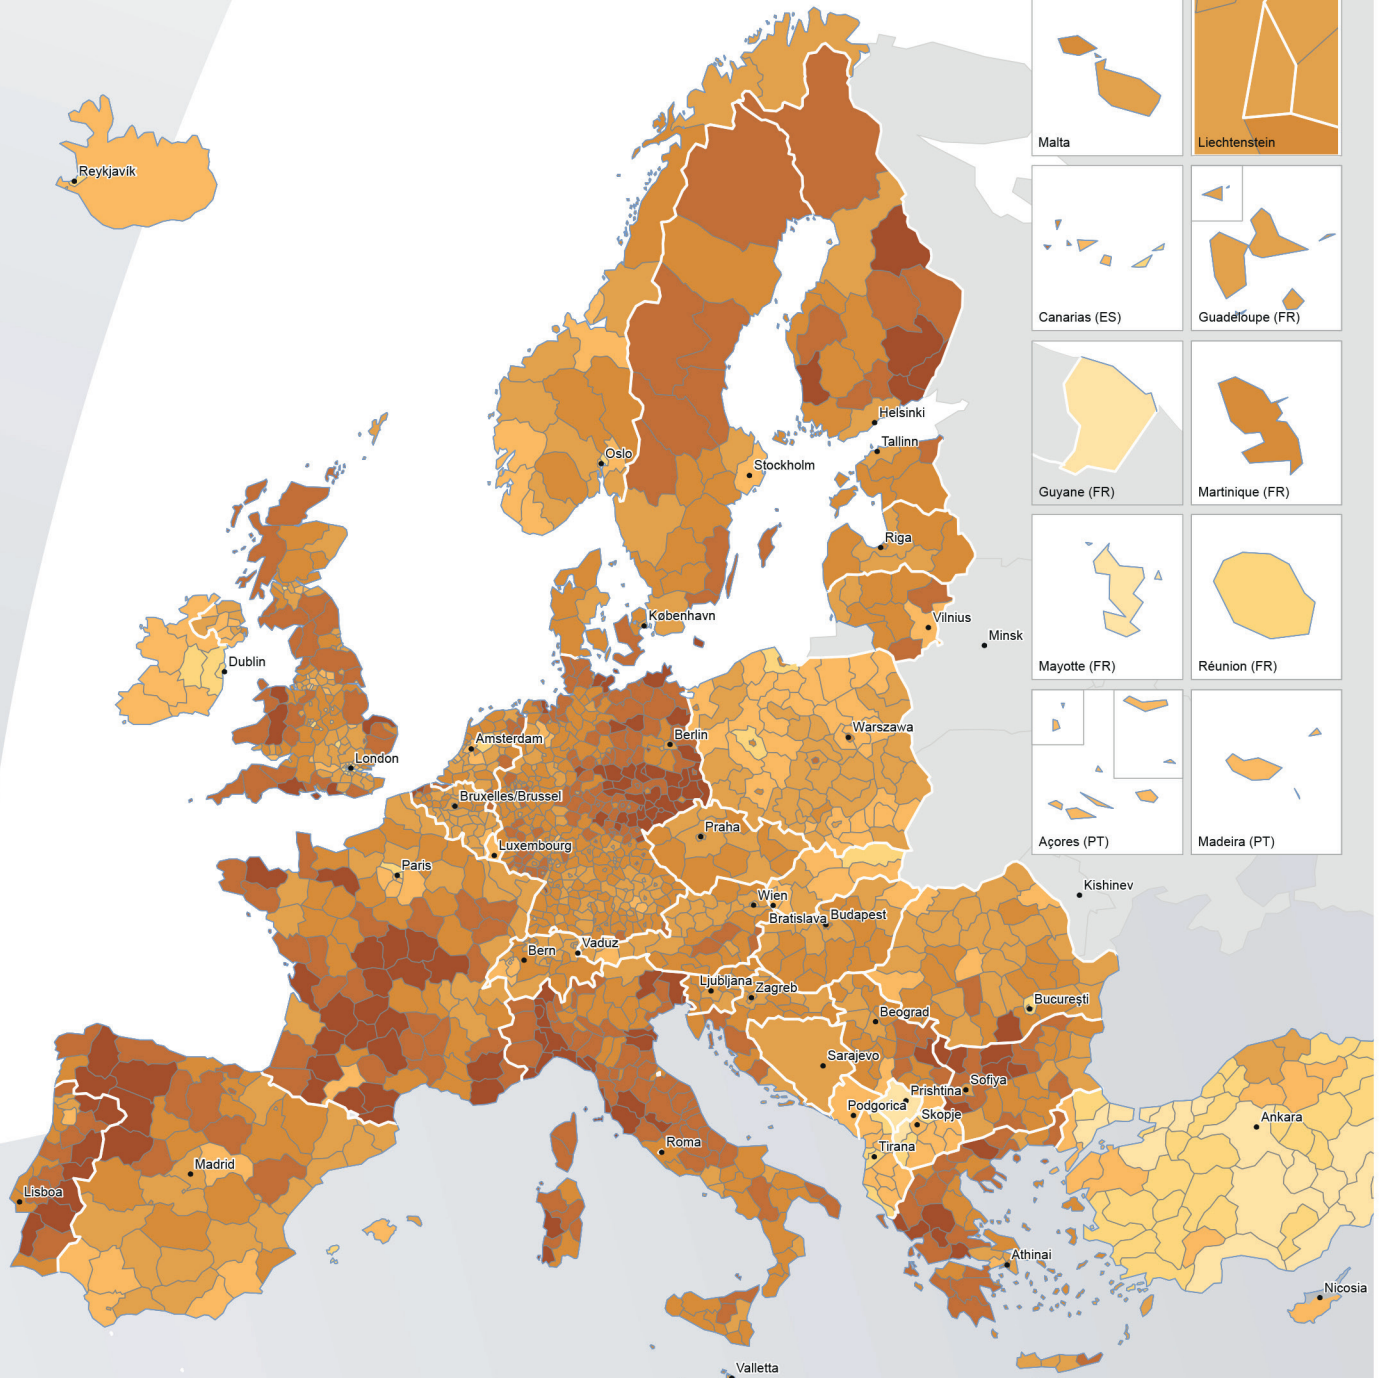 Malta
Liechtenstein
Reykjavík
Canarias (ES)
Guadeloupe (FR)
Helsinki
Tallinn
Oslo
Stockholm
Guyane (FR)
Martinique (FR)
Riga
København
Vilnius
Minsk
Dublin
Mayotte (FR)
Réunion (FR)
Amsterdam
Berlin
Warszawa
London
Bruxelles/Brussel
Praha
Luxembourg
Açores (PT)
Madeira (PT)
Paris
Kishinev
Wien
Bratislava
Budapest
Bern
Vaduz
Ljubljana
Zagreb
Bucureşti
Beograd
Sarajevo
Sofiya
Prishtina
Podgorica
Skopje
Ankara
Roma
Tirana
Madrid
Lisboa
Athinai
Nicosia
Valletta